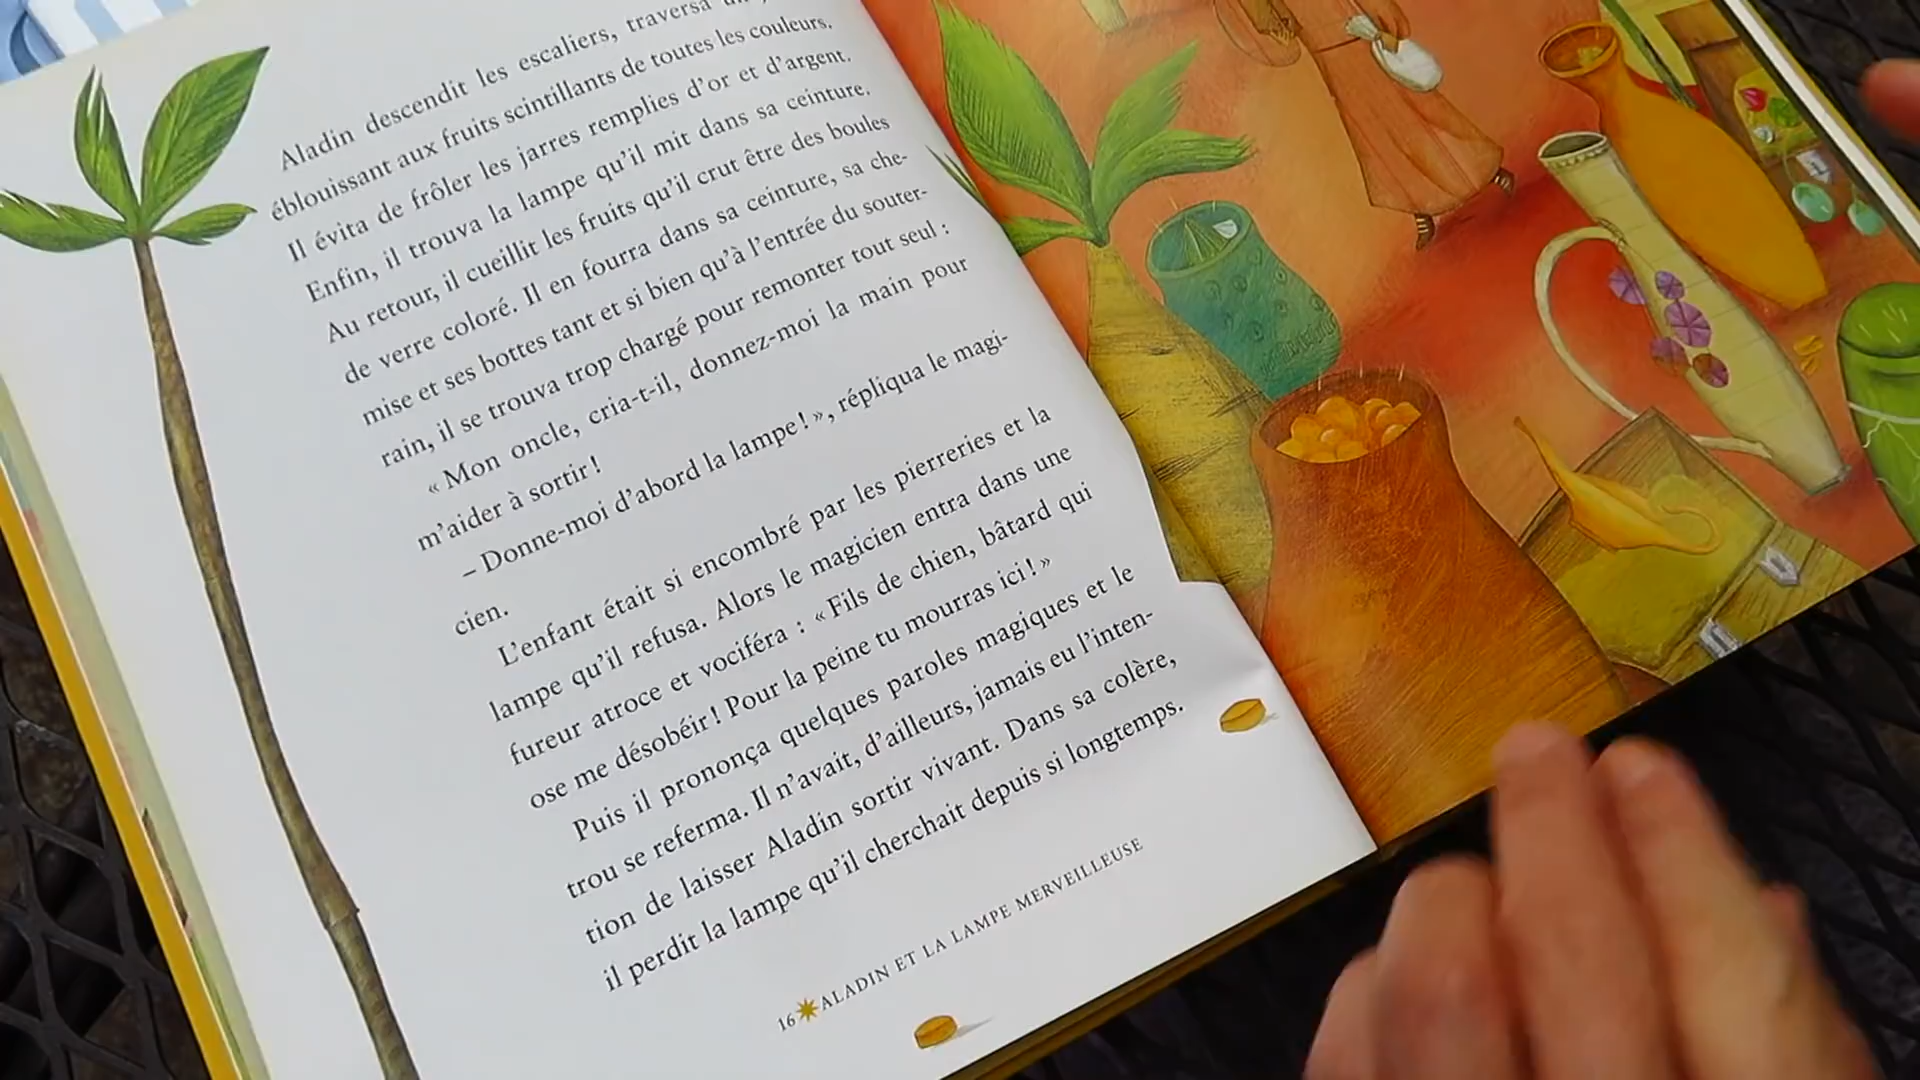 Aladin descendit les escaliers, traversa
éblouissant aux fruits scintillants de toutes les couleurs.
Il évita de frôler les jarres remplies d'or et d'argent.
Enfin, il trouva la lampe qu'il mit dans sa ceinture.
Au retour, il cueillit les fruits qu'il crut être des boules
de verre coloré. Il en fourra dans sa ceinture, sa che-
mise et ses bottes tant et si bien qu'à l'entrée du souter-
rain, il se trouva trop chargé pour remonter tout seul :
« Mon oncle, cria-t-il, donnez-moi la main pour
m'aider à sortir !
– Donne-moi d'abord la lampe ! », répliqua le magi-
cien.
L'enfant était si encombré par les pierreries et la
lampe qu'il refusa. Alors le magicien entra dans une
fureur atroce et vociféra : « Fils de chien, bâtard qui
ose me désobéir ! Pour la peine tu mourras ici ! »
Puis il prononça quelques paroles magiques et le
trou se referma. Il n'avait, d'ailleurs, jamais eu l'inten-
tion de laisser Aladin sortir vivant. Dans sa colère,
il perdit la lampe qu'il cherchait depuis si longtemps.
16 ALADIN ET LA LAMPE MERVEILLEUSE